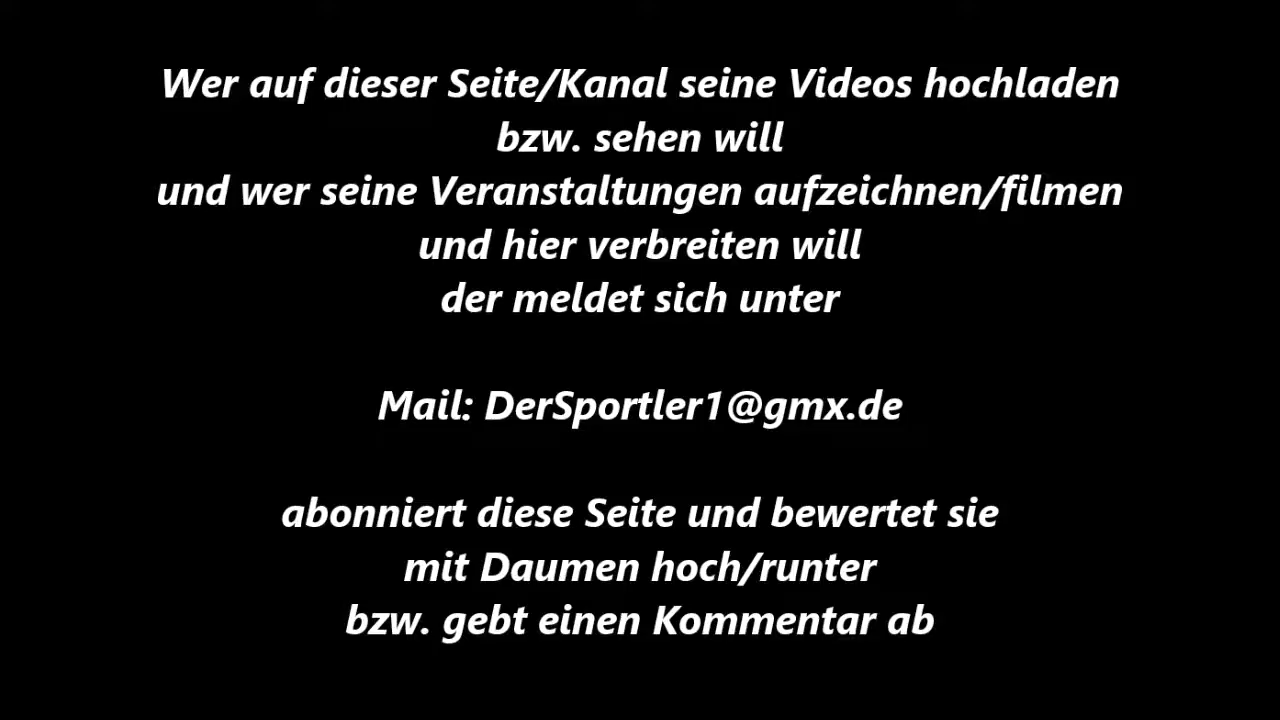 Wer auf dieser Seite/Kanal seine Videos hochladen
bzw. sehen will
und wer seine Veranstaltungen aufzeichnen/filmen
und hier verbreiten will
der meldet sich unter
Mail: DerSportler1@gmx.de
abonniert diese Seite und bewertet sie
mit Daumen hoch/runter
bzw. gebt einen Kommentar ab